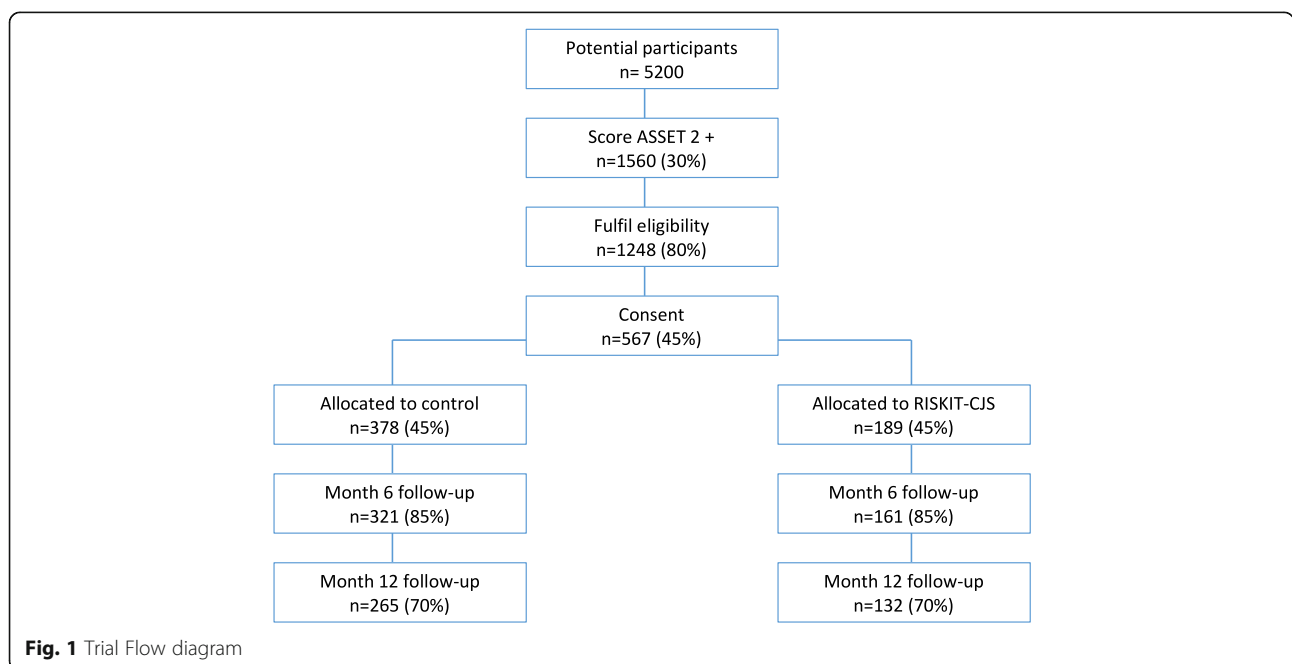 Potential participants
n= 5200
Score ASSET 2 +
n=1560 (30%)
Fulfil eligibility
n=1248 (80%)
Consent
n=567 (45%)
Allocated to control
n=378 (45%)
Allocated to RISKIT-CJS
n=189 (45%)
Month 6 follow-up
n=321 (85%)
Month 6 follow-up
n=161 (85%)
Month 12 follow-up
n=265 (70%)
Month 12 follow-up
n=132 (70%)
Fig. 1 Trial Flow diagram